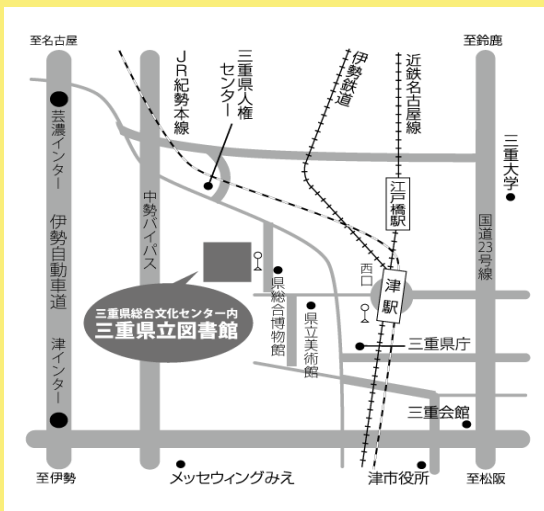 至名古屋
至鈴鹿
芸濃インター
伊勢自動車道
津インター
至伊勢
中勢バイパス
JR紀勢本線
三重県人権
センター
伊勢鉄道
近鉄名古屋線
江戸橋駅
津駅
西口
国道23号線
三重大学
三重県総合文化センター内
三重県立図書館
県総合博物館
県立美術館
三重県庁
三重会館
メッセウィングみえ
津市役所
至松阪